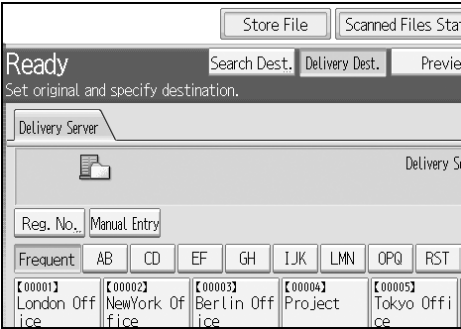 Store File
Scanned Files Sta
Ready
Search Dest.
Delivery Dest.
Previe
Set original and specify destination.
Delivery Server
Delivery S
Reg. No.
Manual Entry
Frequent
AB
CD
EF
GH
IJK
LMN
OPQ
RST
【00001】
London Off
ice
【00002】
NewYork Of
fice
【00003】
Berlin Off
ice
【00004】
Project
【00005】
Tokyo Offi
ce